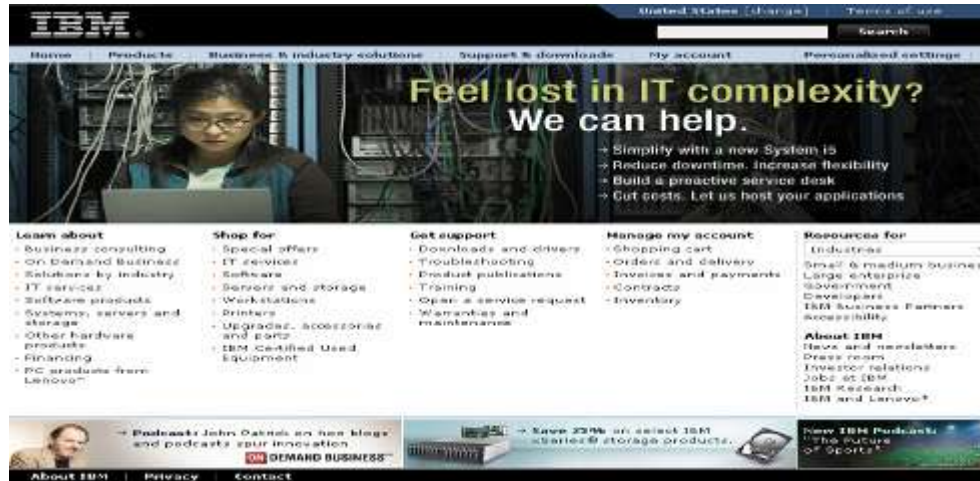 IBM
United States [change] Terms of use
Search
Home Products Business & industry solutions Support & downloads My account Personalized settings
Feel lost in IT complexity?
We can help.
→ Simplify with a new System i5
→ Reduce downtime. Increase flexibility
→ Build a proactive service desk
→ Cut costs. Let us host your applications
Learn about
Business consulting
On Demand Business
Solutions by industry
IT services
Software products
Systems, servers and
storage
Other hardware
products
Financing
PC products from
Lenovo™
Shop for
Special offers
IT services
Software
Servers and storage
Workstations
Printers
Upgrades, accessories
and parts
IBM Certified Used
Equipment
Get support
Downloads and drivers
Troubleshooting
Product publications
Training
Open a service request
Warranties and
maintenance
Manage my account
Shopping cart
Orders and delivery
Invoices and payments
Contracts
Inventory
Resources for
Industries
Small & medium busines
Large enterprise
Government
Developers
IBM Business Partners
Accessibility
About IBM
News and newsletters
Press room
Investor relations
Jobs at IBM
IBM Research
IBM and Lenovo*
→ Podcast: John Patrick on how blogs
and podcasts spur innovation
ON DEMAND BUSINESS™
→ Save 23% on select IBM
xSeries® storage products.
New IBM Podcast:
"The Future
of Sports"
About IBM Privacy Contact